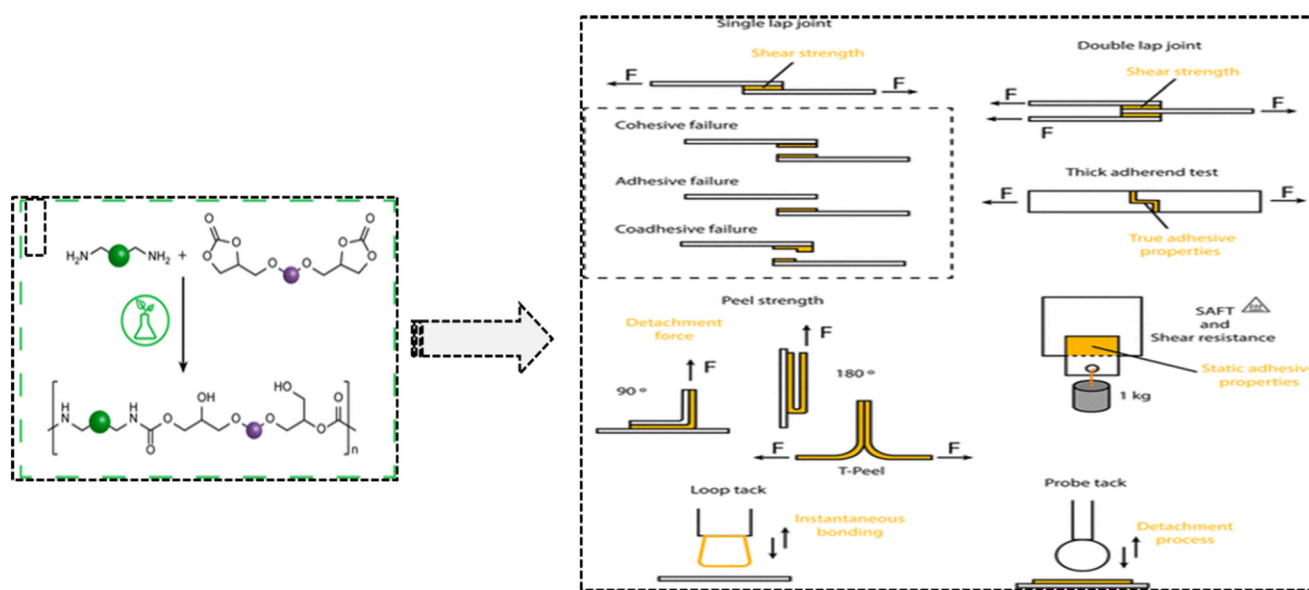 Single lap joint
Shear strength
F
F
Double lap joint
Shear strength
F
F
F
Cohesive failure
Adhesive failure
Coadhesive failure
Thick adherend test
F
F
True adhesive
properties
H₂N
NH₂
+
O
O
O
O
O
O
O
O
H
N
H
N
O
O
OH
O
O
HO
O
O
n
Peel strength
Detachment
force
F
90 º
F
180 º
F
F
T-Peel
SAFT
and
Shear resistance
Static adhesive
properties
1 kg
Loop tack
Instantaneous
bonding
Probe tack
Detachment
process